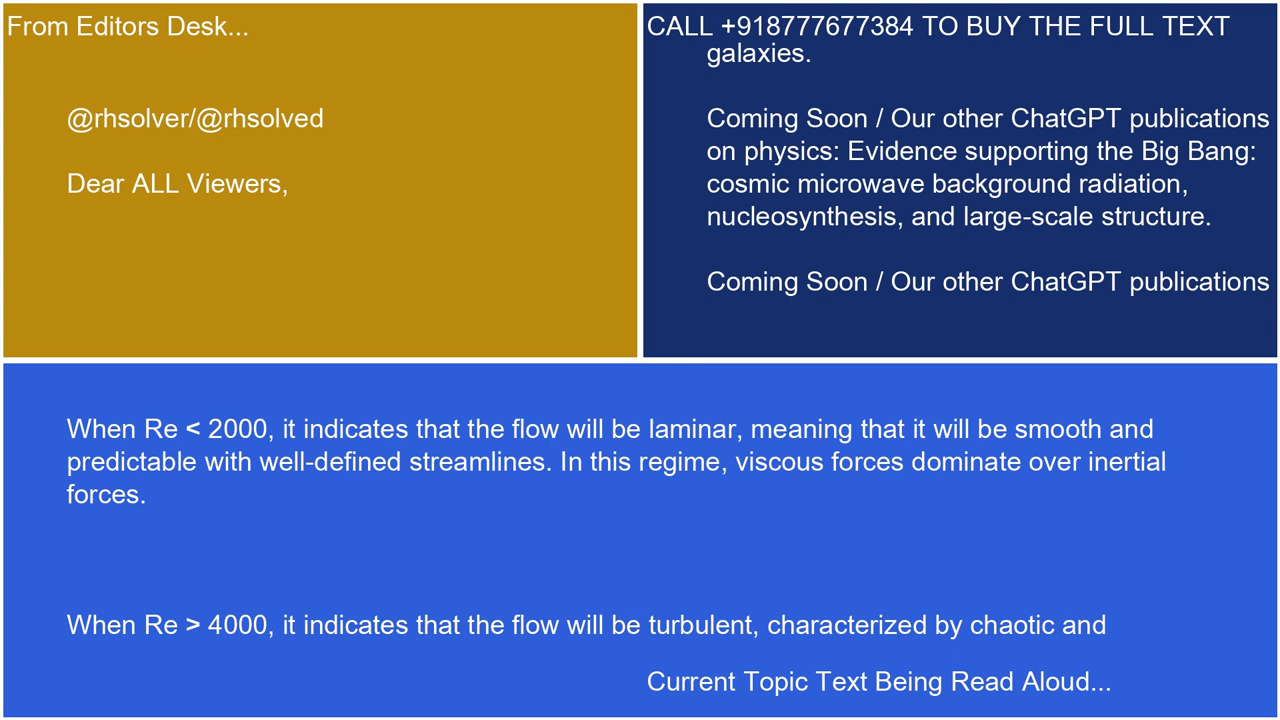 From Editors Desk...
@rhsolver/@rhsolved
Dear ALL Viewers,
CALL +918777677384 TO BUY THE FULL TEXT
galaxies.
Coming Soon / Our other ChatGPT publications
on physics: Evidence supporting the Big Bang:
cosmic microwave background radiation,
nucleosynthesis, and large-scale structure.
Coming Soon / Our other ChatGPT publications
When Re < 2000, it indicates that the flow will be laminar, meaning that it will be smooth and
predictable with well-defined streamlines. In this regime, viscous forces dominate over inertial
forces.
When Re > 4000, it indicates that the flow will be turbulent, characterized by chaotic and
Current Topic Text Being Read Aloud...